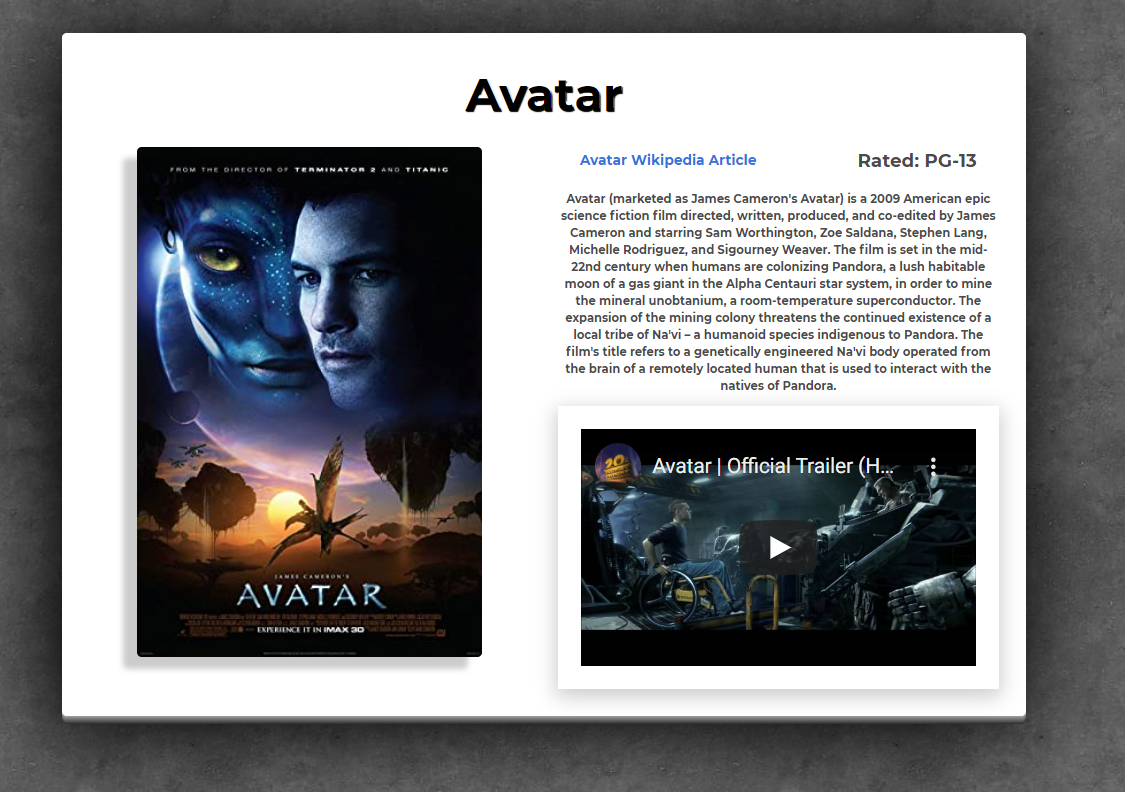 Avatar
FROM THE DIRECTOR OF TERMINATOR 2 AND TITANIC
JAMES CAMERON'S
AVATAR
EXPERIENCE IT IN IMAX 3D
Avatar Wikipedia Article
Rated: PG-13
Avatar (marketed as James Cameron's Avatar) is a 2009 American epic
science fiction film directed, written, produced, and co-edited by James
Cameron and starring Sam Worthington, Zoe Saldana, Stephen Lang,
Michelle Rodriguez, and Sigourney Weaver. The film is set in the mid-
22nd century when humans are colonizing Pandora, a lush habitable
moon of a gas giant in the Alpha Centauri star system, in order to mine
the mineral unobtanium, a room-temperature superconductor. The
expansion of the mining colony threatens the continued existence of a
local tribe of Na'vi – a humanoid species indigenous to Pandora. The
film's title refers to a genetically engineered Na'vi body operated from
the brain of a remotely located human that is used to interact with the
natives of Pandora.
Avatar | Official Trailer (H...